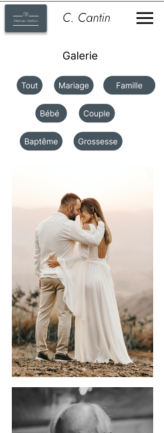 C. Cantin
Galerie
Tout Mariage Famille
Bébé Couple
Baptême Grossesse